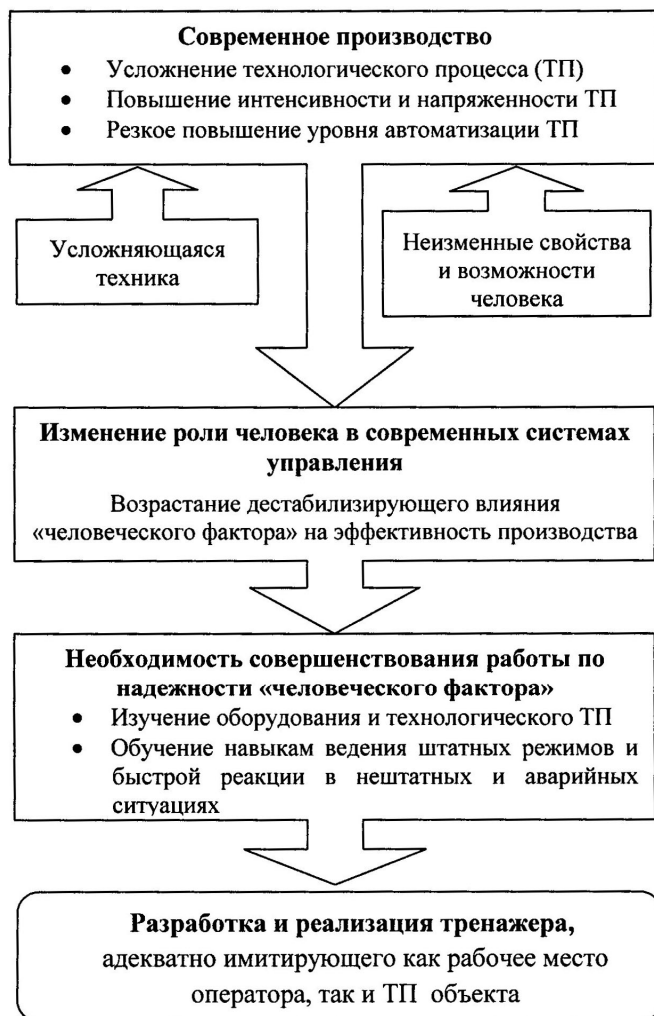 Современное производство
• Усложнение технологического процесса (ТП)
• Повышение интенсивности и напряженности ТП
• Резкое повышение уровня автоматизации ТП
Усложняющаяся
техника
Неизменные свойства
и возможности
человека
Изменение роли человека в современных системах
управления
Возрастание дестабилизирующего влияния
«человеческого фактора» на эффективность производства
Необходимость совершенствования работы по
надежности «человеческого фактора»
• Изучение оборудования и технологического ТП
• Обучение навыкам ведения штатных режимов и
быстрой реакции в нештатных и аварийных
ситуациях
Разработка и реализация тренажера,
адекватно имитирующего как рабочее место
оператора, так и ТП объекта